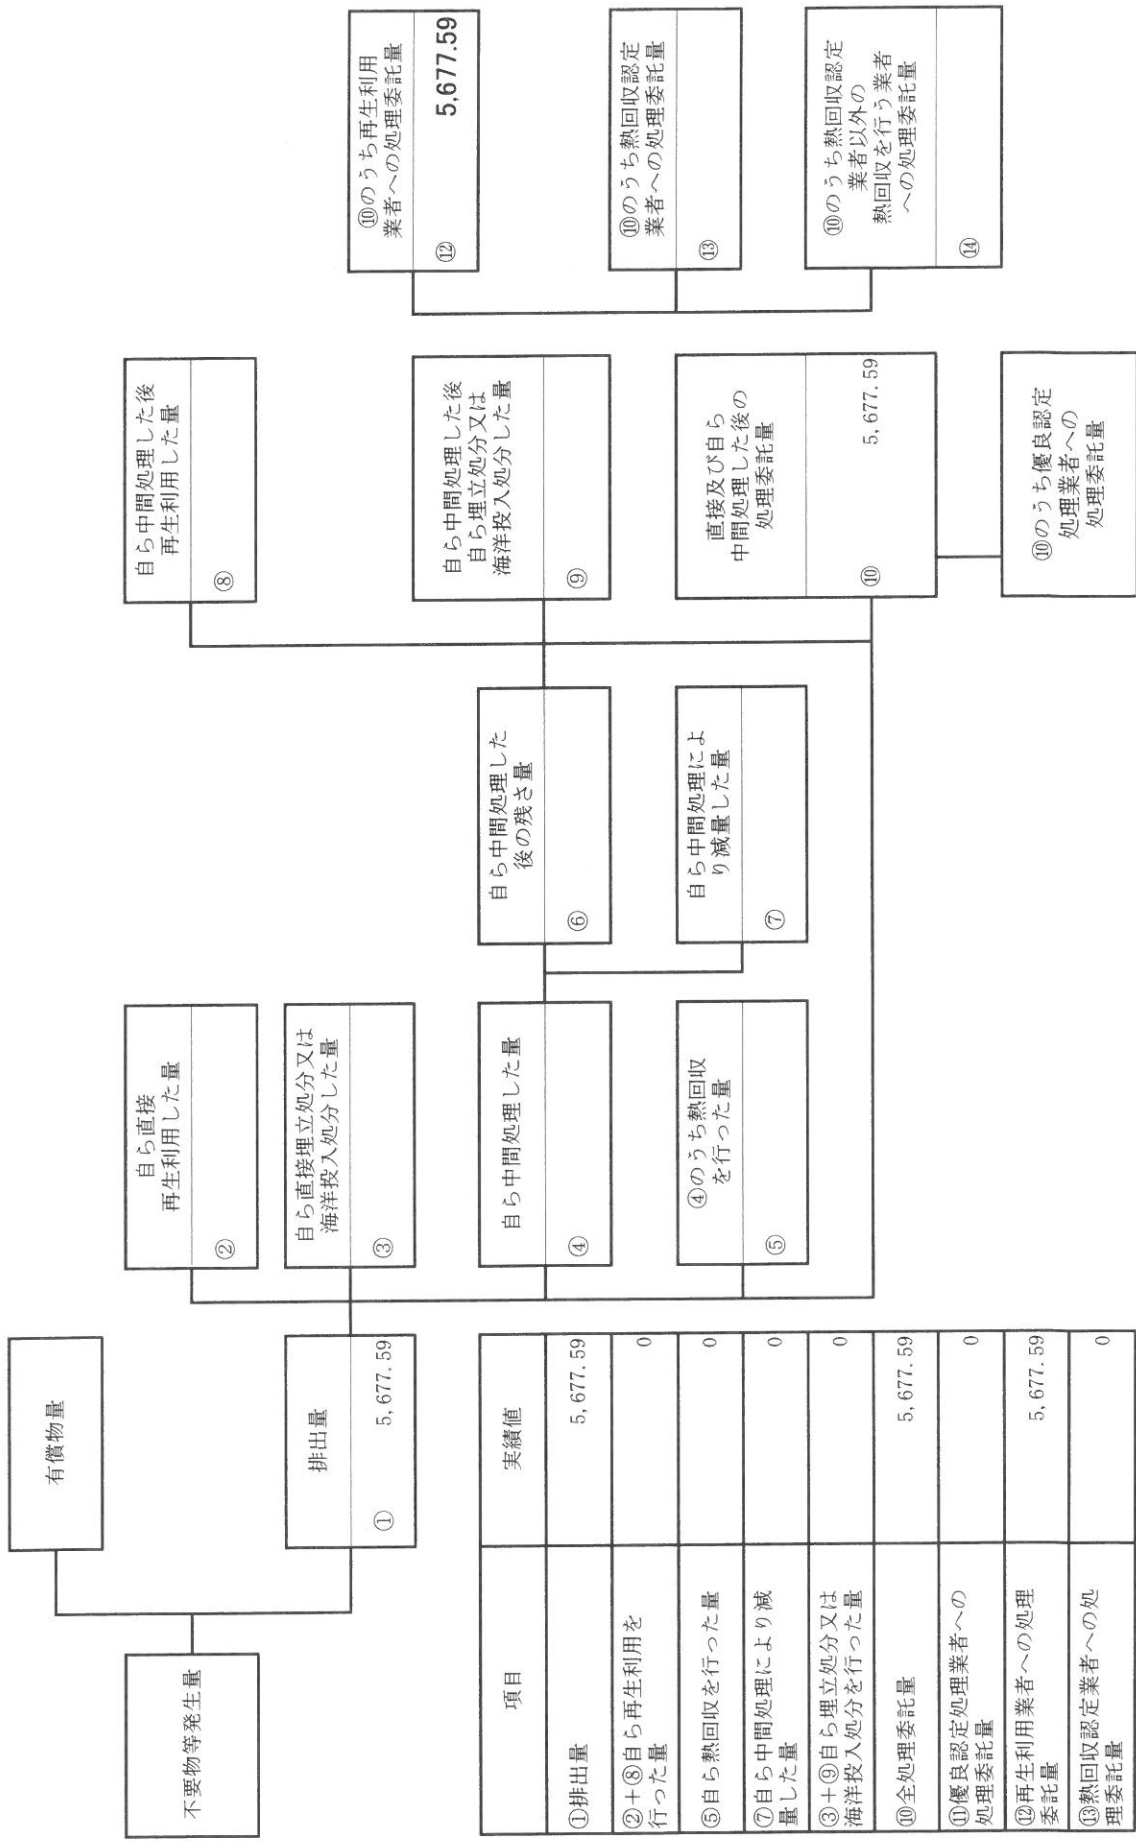 不要物等発生量
有償物量
排出量
① 5,677.59
自ら直接
再生利用した量
②
自ら直接埋立処分又は
海洋投入処分した量
③
自ら中間処理した量
④
④のうち熱回収
を行った量
⑤
自ら中間処理した
後の残さ量
⑥
自ら中間処理によ
り減量した量
⑦
自ら中間処理した後
再生利用した量
⑧
自ら中間処理した後
自ら埋立処分又は
海洋投入処分した量
⑨
直接及び自ら
中間処理した後の
処理委託量
⑩ 5,677.59
⑩のうち優良認定
処理業者への
処理委託量
⑩のうち再生利用
業者への処理委託量
⑫ 5,677.59
⑩のうち熱回収認定
業者への処理委託量
⑬
⑩のうち熱回収認定
業者以外の
熱回収を行う業者
への処理委託量
⑭
項目 実績値
①排出量 5,677.59
②+⑧自ら再生利用を
行った量 0
⑤自ら熱回収を行った量 0
⑦自ら中間処理により減
量した量 0
③+⑨自ら埋立処分又は
海洋投入処分を行った量 0
⑩全処理委託量 5,677.59
⑪優良認定処理業者への
処理委託量 0
⑫再生利用業者への処理
委託量 5,677.59
⑬熱回収認定業者への処
理委託量 0